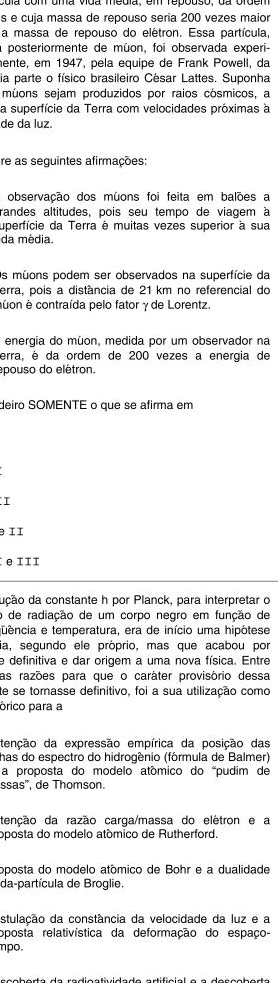 cula com uma vida média, em repouso, da ordem
s e cuja massa de repouso seria 200 vezes maior
a de repouso do elétron. Essa partícula,
posteriormente de múon, foi observada experi-
mente, em 1947, pela equipe de Frank Powell, da
ia parte o físico brasileiro César Lattes. Suponha
múons sejam produzidos por raios cósmicos, a
a superfície da Terra com velocidades próximas à
de da luz.
re as seguintes afirmações:
observação dos múons foi feita em balões a
randes altitudes, pois seu tempo de viagem à
uperfície da Terra é muitas vezes superior à sua
ida média.
Os múons podem ser observados na superfície da
erra, pois a distância de 21 km no referencial do
múon é contraída pelo fator γ de Lorentz.
energia do múon, medida por um observador na
erra, é da ordem de 200 vezes a energia de
epouso do elétron.
deiro SOMENTE o que se afirma em
I
II
e II
I e III
ução da constante h por Planck, para interpretar o
o de radiação de um corpo negro em função de
qüência e temperatura, era de início uma hipótese
ia, segundo ele próprio, mas que acabou por
e definitiva e dar origem a uma nova física. Entre
as razões para que o caráter provisório dessa
te se tornasse definitivo, foi a sua utilização como
órico para a
tenção da expressão empírica da posição das
has do espectro do hidrogênio (fórmula de Balmer)
a proposta do modelo atômico do “pudim de
ssas”, de Thomson.
tenção da razão carga/massa do elétron e a
oposta do modelo atômico de Rutherford.
oposta do modelo atômico de Bohr e a dualidade
da-partícula de Broglie.
stulação da constância da velocidade da luz e a
oposta relativística da deformação do espaço-
mpo.
scoberta da radioatividade artificial e a descoberta